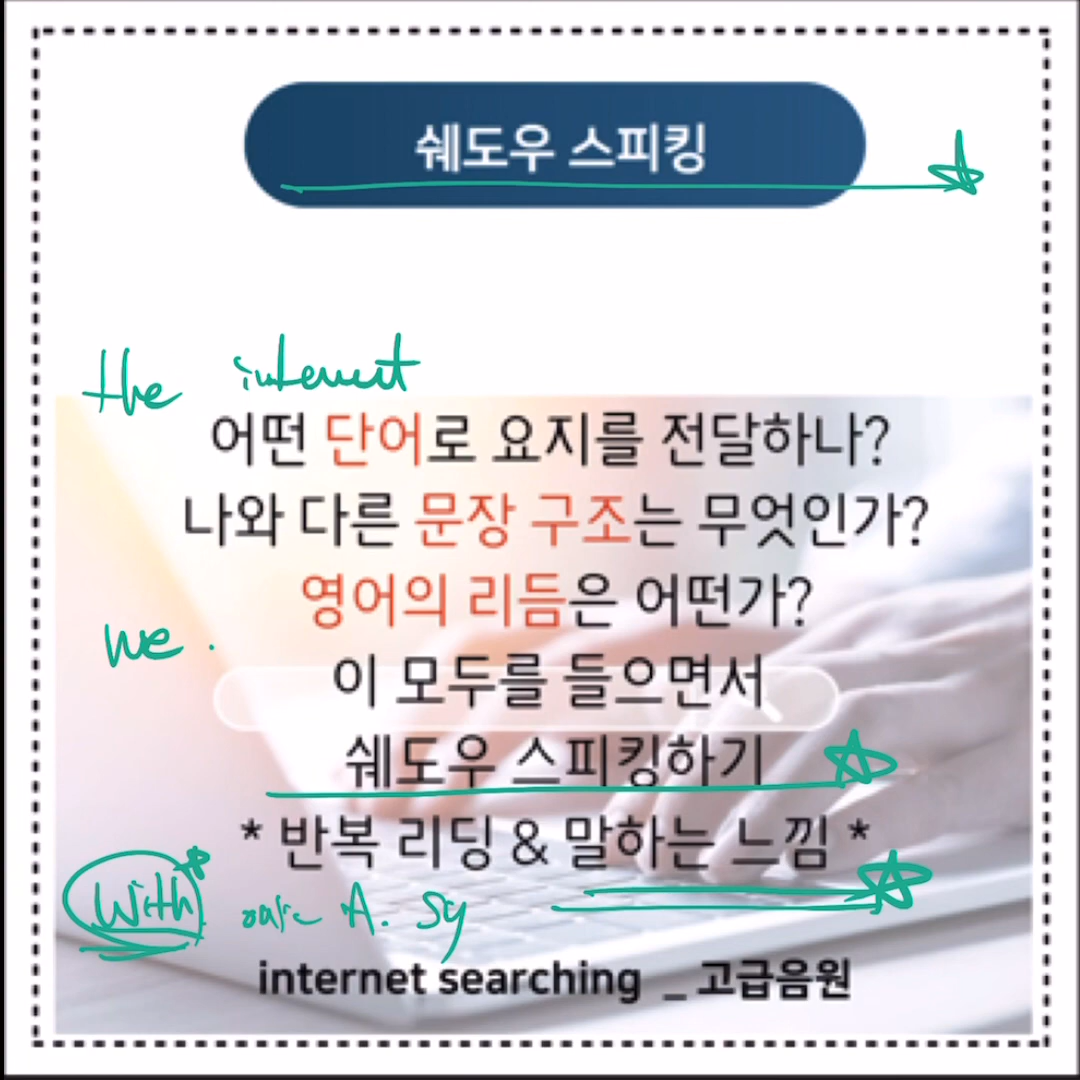 쉐도우 스피킹
the internet
어떤 단어로 요지를 전달하나?
나와 다른 문장 구조는 무엇인가?
영어의 리듬은 어떤가?
we.
이 모두를 들으면서
쉐도우 스피킹하기
* 반복 리딩 & 말하는 느낌 *
With A. Sy
internet searching _ 고급음원